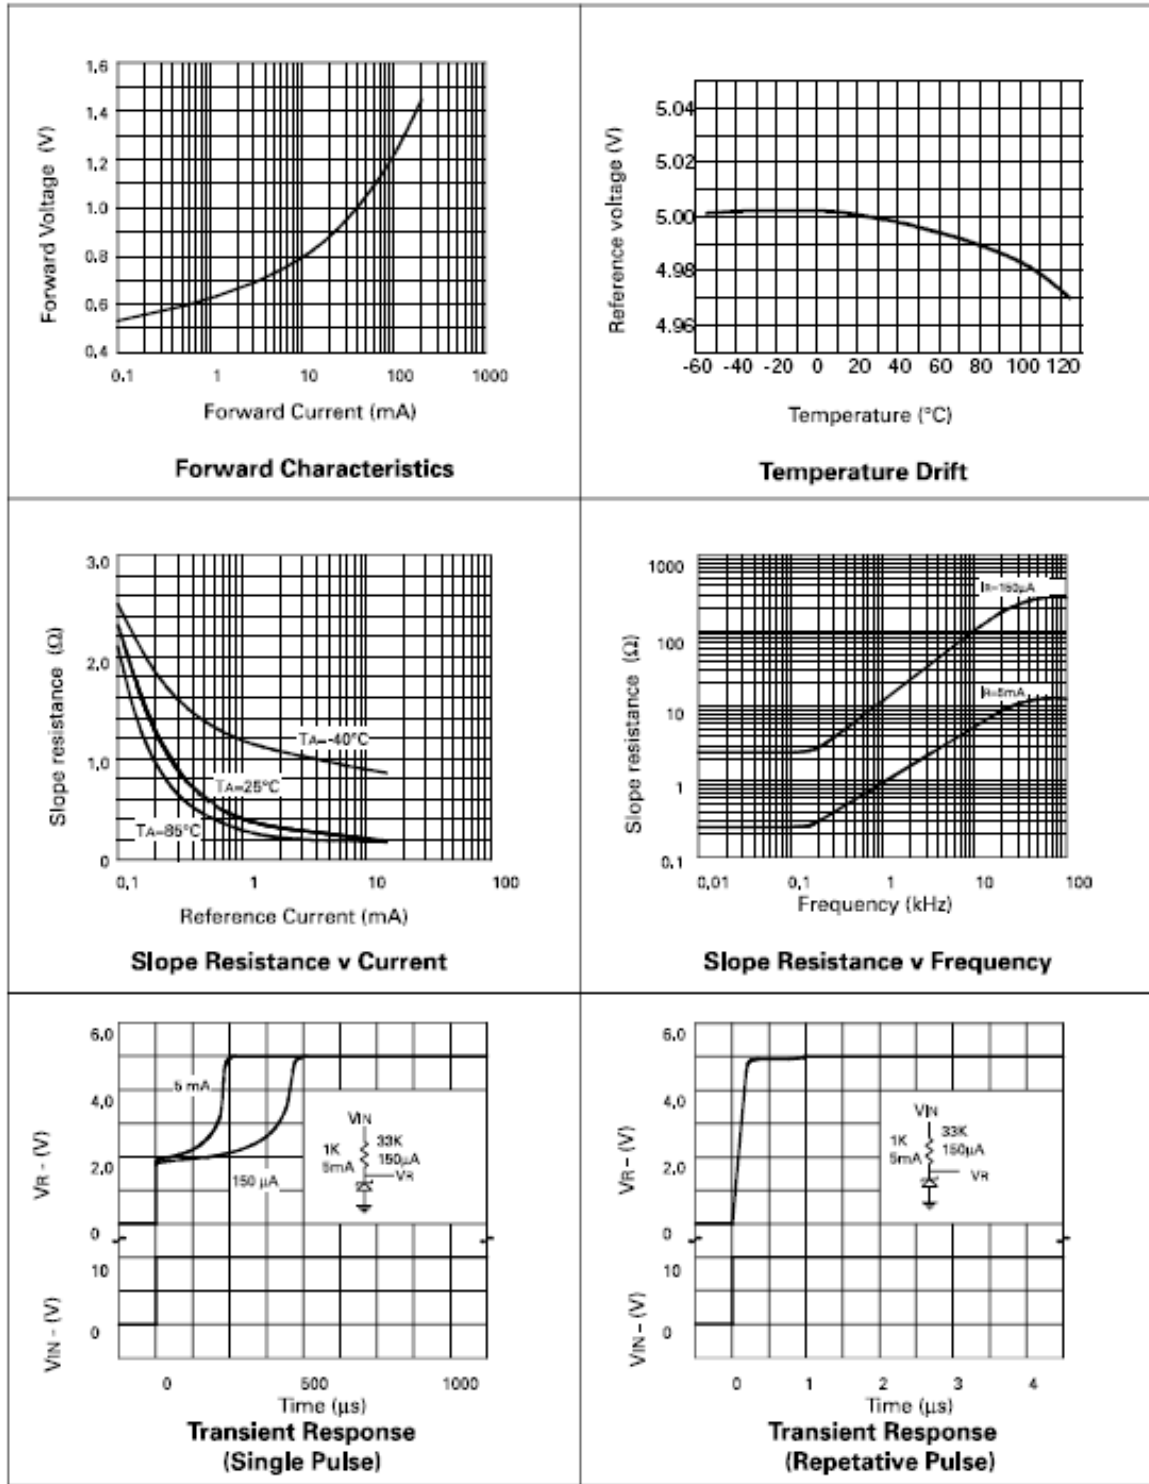 1.6
1.4
1.2
1.0
0.8
0.6
0.4
Forward Voltage (V)
0.1 1 10 100 1000
Forward Current (mA)
Forward Characteristics
5.04
5.02
5.00
4.98
4.96
Reference voltage (V)
-60 -40 -20 0 20 40 60 80 100 120
Temperature (°C)
Temperature Drift
3.0
2.0
1.0
0
Slope resistance (Ω)
TA=-40°C
TA=25°C
TA=85°C
0.1 1 10 100
Reference Current (mA)
Slope Resistance v Current
1000
100
10
1
0.1
Slope resistance (Ω)
IR=150µA
IR=5mA
0.01 0.1 1 10 100
Frequency (kHz)
Slope Resistance v Frequency
6.0
4.0
2.0
0
VR - (V)
5 mA
150 µA
VIN
1K 33K
5mA 150µA
VR
10
0
VIN - (V)
0 500 1000
Time (µs)
Transient Response
(Single Pulse)
6.0
4.0
2.0
0
VR - (V)
VIN
1K 33K
5mA 150µA
VR
10
0
VIN - (V)
0 1 2 3 4
Time (µs)
Transient Response
(Repetative Pulse)